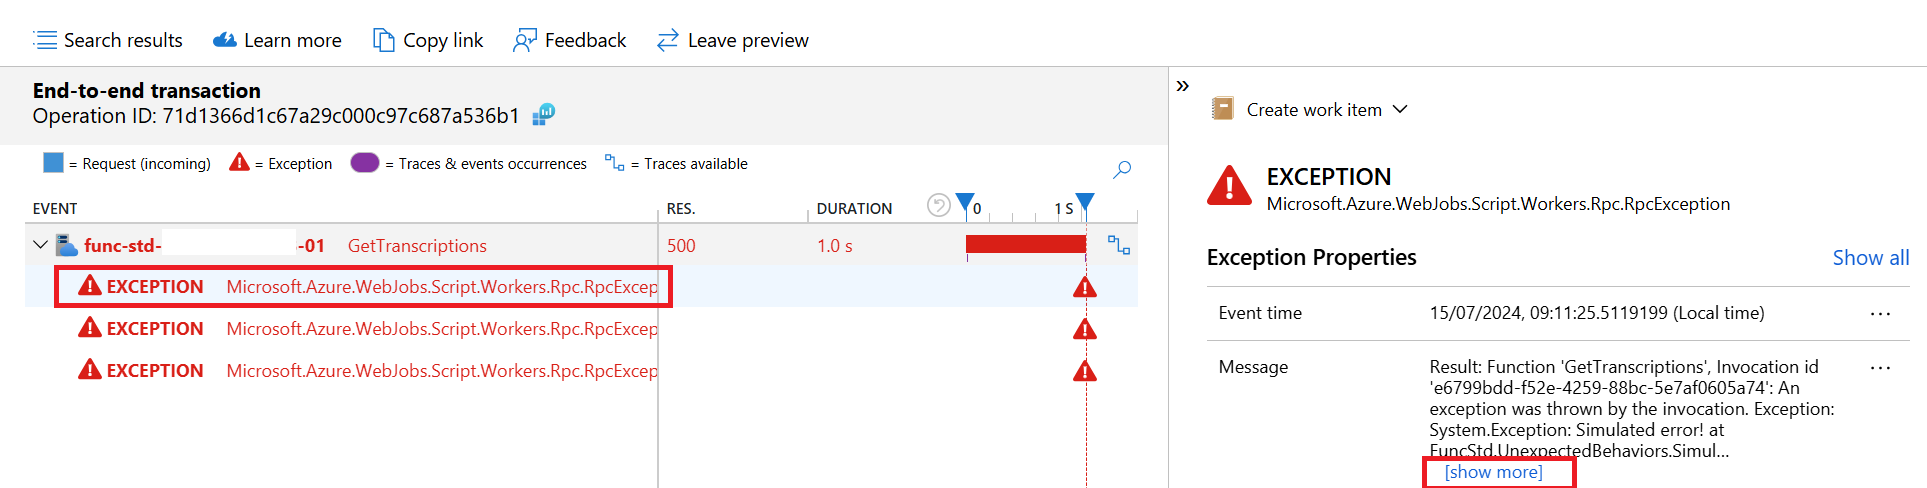 Search results Learn more Copy link Feedback Leave preview
End-to-end transaction
Operation ID: 71d1366d1c67a29c000c97c687a536b1
= Request (incoming) = Exception = Traces & events occurrences = Traces available
EVENT RES. DURATION 0 1 S
func-std- -01 GetTranscriptions 500 1.0 s
EXCEPTION Microsoft.Azure.WebJobs.Script.Workers.Rpc.RpcExcep
EXCEPTION Microsoft.Azure.WebJobs.Script.Workers.Rpc.RpcExcep
EXCEPTION Microsoft.Azure.WebJobs.Script.Workers.Rpc.RpcExcep
Create work item
EXCEPTION
Microsoft.Azure.WebJobs.Script.Workers.Rpc.RpcException
Exception Properties Show all
Event time 15/07/2024, 09:11:25.5119199 (Local time) ...
Message Result: Function 'GetTranscriptions', Invocation id ...
'e6799bdd-f52e-4259-88bc-5e7af0605a74': An
exception was thrown by the invocation. Exception:
System.Exception: Simulated error! at
FuncStd.UnexpectedBehaviors.Simul...
[show more]